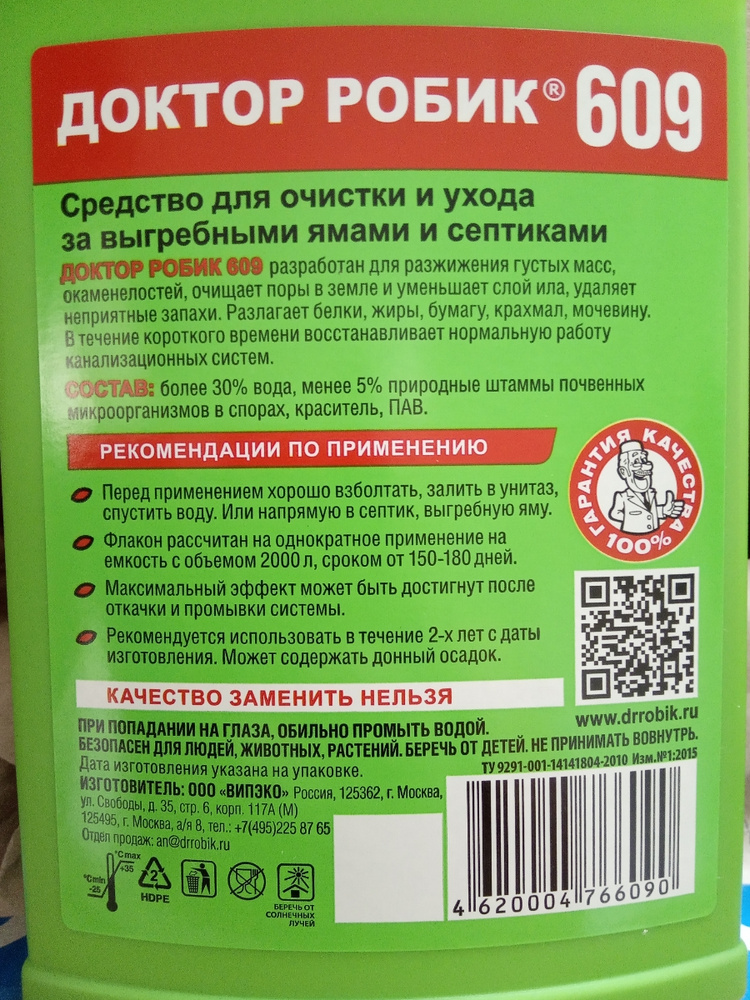 ДОКТОР РОБИК® 609
Средство для очистки и ухода
за выгребными ямами и септиками
ДОКТОР РОБИК 609 разработан для разжижения густых масс,
окаменелостей, очищает поры в земле и уменьшает слой ила, удаляет
неприятные запахи. Разлагает белки, жиры, бумагу, крахмал, мочевину.
В течение короткого времени восстанавливает нормальную работу
канализационных систем.
СОСТАВ: более 30% вода, менее 5% природные штаммы почвенных
микроорганизмов в спорах, краситель, ПАВ.
РЕКОМЕНДАЦИИ ПО ПРИМЕНЕНИЮ
Перед применением хорошо взболтать, залить в унитаз,
спустить воду. Или напрямую в септик, выгребную яму.
Флакон рассчитан на однократное применение на
емкость с объемом 2000 л, сроком от 150-180 дней.
Максимальный эффект может быть достигнут после
откачки и промывки системы.
Рекомендуется использовать в течение 2-х лет с даты
изготовления. Может содержать донный осадок.
ГАРАНТИЯ КАЧЕСТВА
100%
www.drrobik.ru
КАЧЕСТВО ЗАМЕНИТЬ НЕЛЬЗЯ
ПРИ ПОПАДАНИИ НА ГЛАЗА, ОБИЛЬНО ПРОМЫТЬ ВОДОЙ.
БЕЗОПАСЕН ДЛЯ ЛЮДЕЙ, ЖИВОТНЫХ, РАСТЕНИЙ. БЕРЕЧЬ ОТ ДЕТЕЙ. НЕ ПРИНИМАТЬ ВОВНУТРЬ.
Дата изготовления указана на упаковке.
ТУ 9291-001-14141804-2010 Изм.№1:2015
ИЗГОТОВИТЕЛЬ: ООО «ВИПЭКО» Россия, 125362, г. Москва,
ул. Свободы, д. 35, стр. 6, корп. 117А (М)
125495, г. Москва, а/я 8, тел.: +7(495)225 87 65
Отдел продаж: an@drrobik.ru
°Cmax
+35
°Cmin
-25
2
HDPE
БЕРЕЧЬ ОТ
СОЛНЕЧНЫХ
ЛУЧЕЙ
4 620004 766090